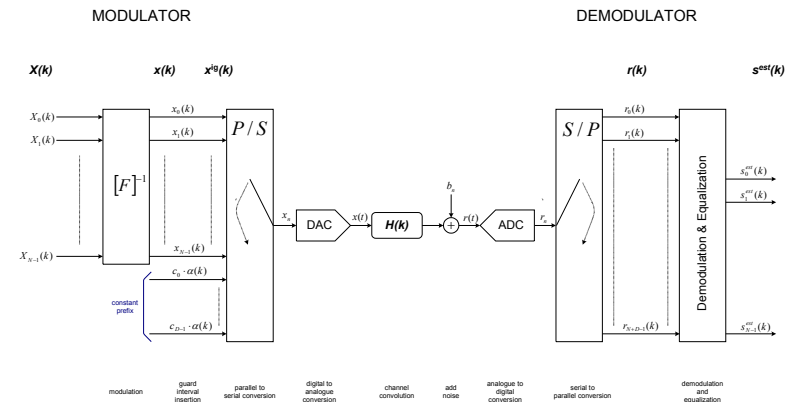 MODULATOR
DEMODULATOR
X(k) x(k) x^ig(k) r(k) s^est(k)
X_0(k)
X_1(k)
X_{N-1}(k)
[F]^{-1}
x_0(k)
x_1(k)
x_{N-1}(k)
c_0 · α(k)
c_{D-1} · α(k)
constant
prefix
P / S
x_n
DAC
x(t)
H(k)
b_n
+
r(t)
ADC
r_n
S / P
r_0(k)
r_1(k)
r_{N+D-1}(k)
Demodulation & Equalization
s_0^{est}(k)
s_1^{est}(k)
s_{N-1}^{est}(k)
modulation
guard
interval
insertion
parallel to
serial conversion
digital to
analogue
conversion
channel
convolution
add
noise
analogue to
digital
conversion
serial to
parallel conversion
demodulation
and
equalization